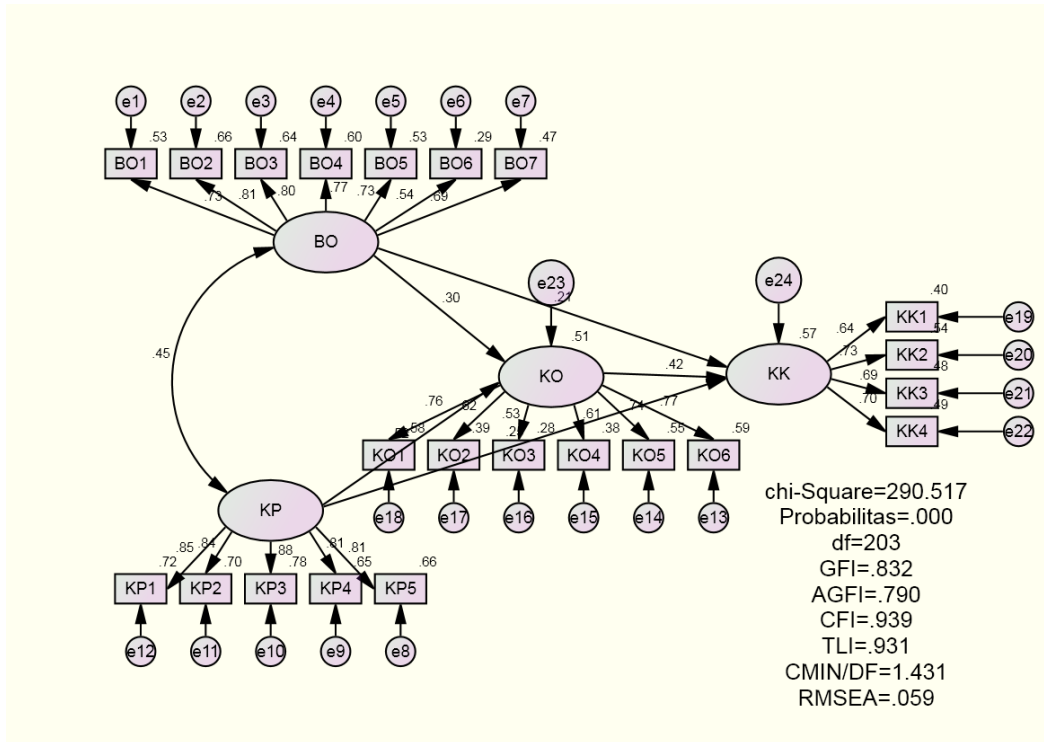 e1 e2 e3 e4 e5 e6 e7
.53 .66 .64 .60 .53 .29 .47
BO1 BO2 BO3 BO4 BO5 BO6 BO7
.73 .81 .80 .77 .73 .54 .69
BO
e23 e24
.30 .21
.40
KK1 e19
.51 .57 .64 .54
.45
KK2 e20
.73
KO .42 KK
.48
.69 KK3 e21
.70 .49
.76 .62 .53 .61 .74 .77
KK4 e22
.58 .39 .28 .28 .38 .55 .59
KO1 KO2 KO3 KO4 KO5 KO6
e18 e17 e16 e15 e14 e13
KP
.85 .84 .88 .81 .81
.72 .70 .78 .65 .66
KP1 KP2 KP3 KP4 KP5
e12 e11 e10 e9 e8
chi-Square=290.517
Probabilitas=.000
df=203
GFI=.832
AGFI=.790
CFI=.939
TLI=.931
CMIN/DF=1.431
RMSEA=.059